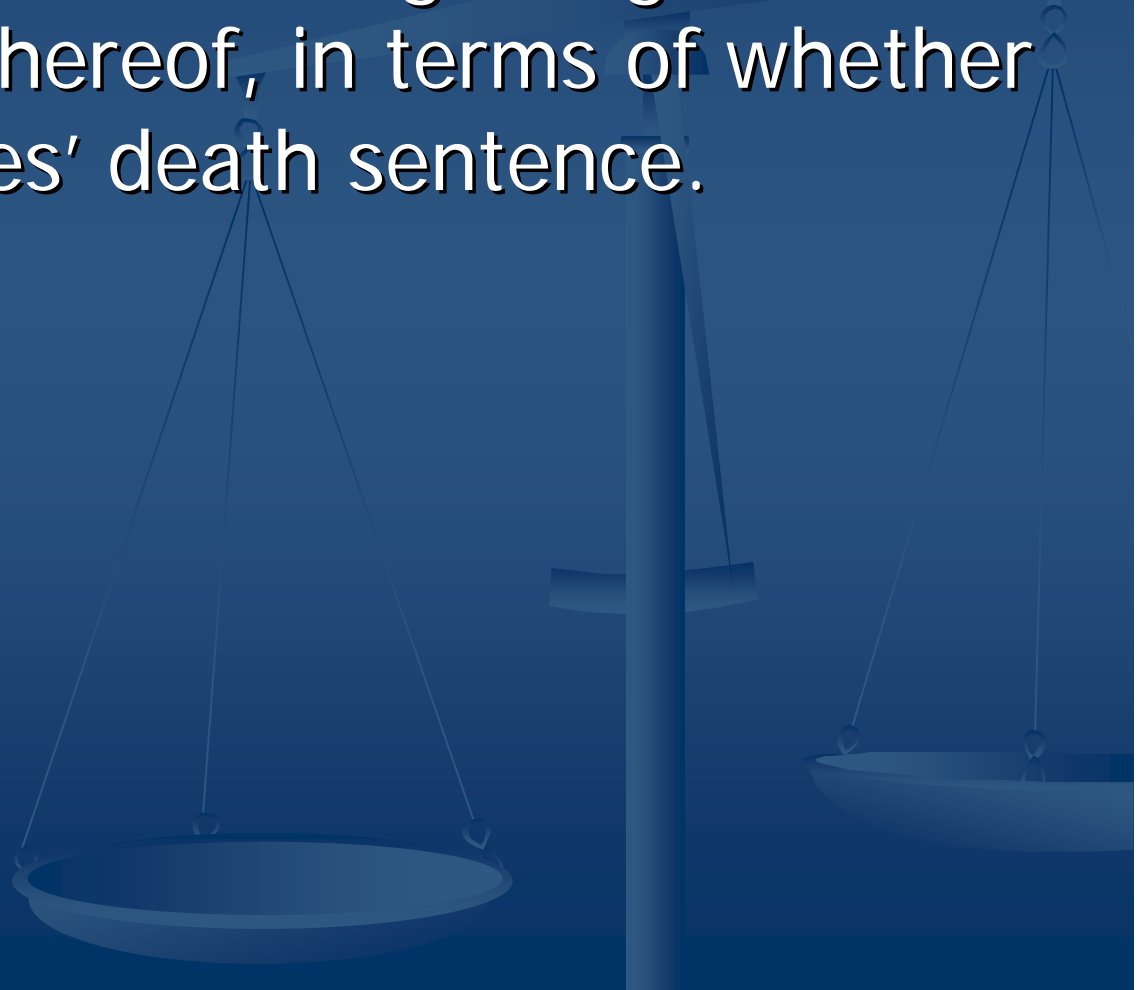 hereof, in terms of whether
es’ death sentence.